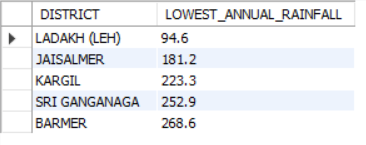 DISTRICT LOWEST_ANNUAL_RAINFALL
LADAKH (LEH) 94.6
JAISALMER 181.2
KARGIL 223.3
SRI GANGANAGA 252.9
BARMER 268.6